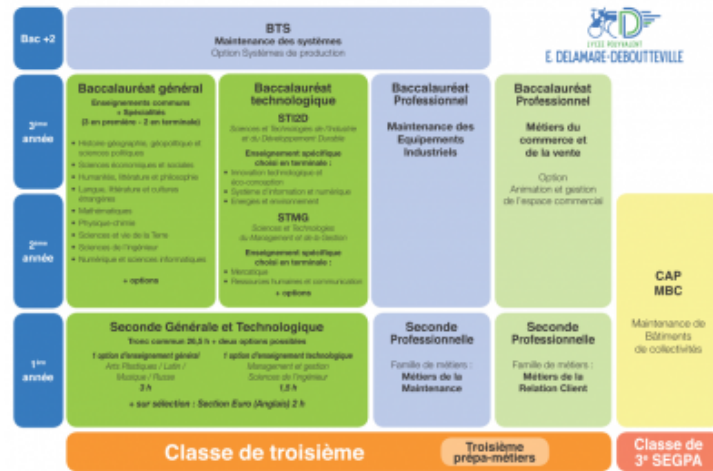 Bac +2
BTS
Maintenance des systèmes
Option Systèmes de production
LYCÉE POLYVALENT
E. DELAMARE-DEBOUTTEVILLE
3ème
année
Baccalauréat général
Enseignements communs
+ Spécialités
(3 en première - 2 en terminale)
• Histoire géographie, géopolitique et
sciences politiques
• Sciences économiques et sociales
• Humanités, littérature et philosophie
• Langue, littérature et cultures
étrangères
• Mathématiques
• Physique-chimie
• Sciences et vie de la Terre
• Sciences de l'Ingénieur
• Numérique et sciences informatiques
+ options
Baccalauréat
technologique
STI2D
Sciences et Technologies de l'Industrie
et du Développement Durable
Enseignement spécifique
choisi en terminale :
• Innovation technologique et
éco-conception
• Système d'information et numérique
• Energies et environnement
STMG
Sciences et Technologies
du Management et de la Gestion
Enseignement spécifique
choisi en terminale :
• Mercatique
• Ressources humaines et communication
+ options
Baccalauréat
Professionnel
Maintenance des
Equipements
Industriels
Baccalauréat
Professionnel
Métiers du
commerce et
de la vente
Option
Animation et gestion
de l'espace commercial
2ème
année
CAP
MBC
Maintenance de
Bâtiments
de collectivités
1ère
année
Seconde Générale et Technologique
Tronc commun 26,5 h + deux options possibles
1 option d'enseignement général
Arts Plastiques / Latin /
Musique / Russe
3 h
1 option d'enseignement technologique
Management et gestion
Sciences de l'ingénieur
1,5 h
+ sur sélection : Section Euro (Anglais) 2 h
Seconde
Professionnelle
Famille de métiers :
Métiers de la
Maintenance
Seconde
Professionnelle
Famille de métiers :
Métiers de la
Relation Client
Classe de troisième
Troisième
prépa-métiers
Classe de
3e SEGPA